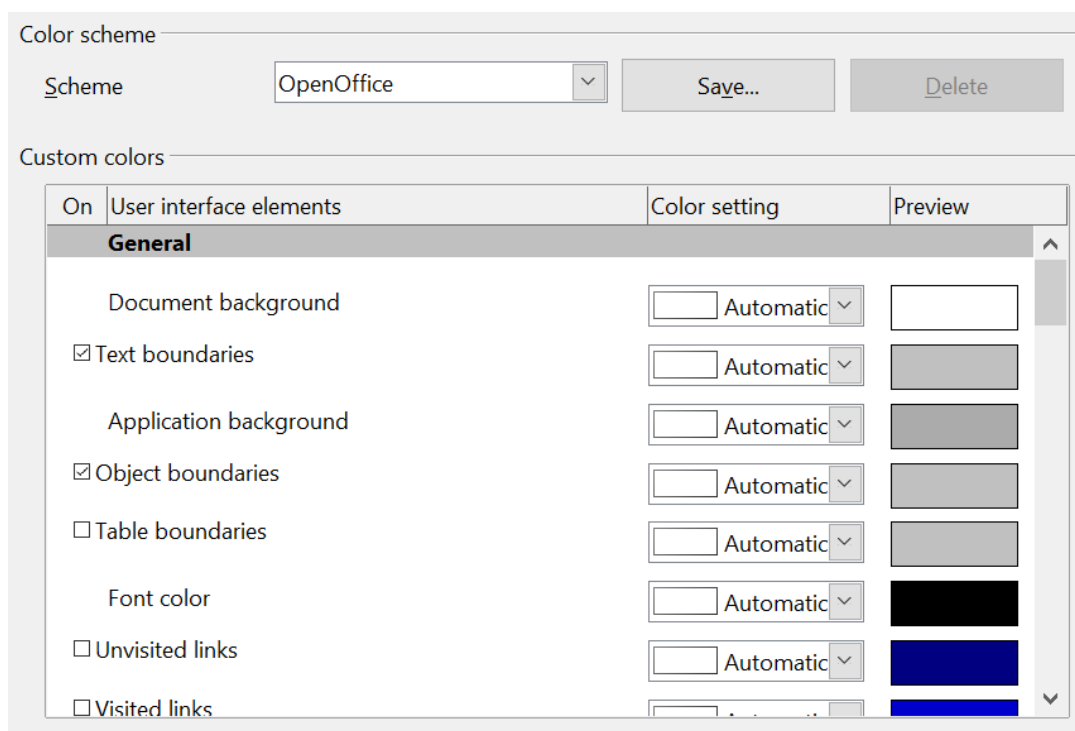 Color scheme
Scheme OpenOffice Save... Delete
Custom colors
On User interface elements Color setting Preview
General
Document background Automatic
Text boundaries Automatic
Application background Automatic
Object boundaries Automatic
Table boundaries Automatic
Font color Automatic
Unvisited links Automatic
Visited links